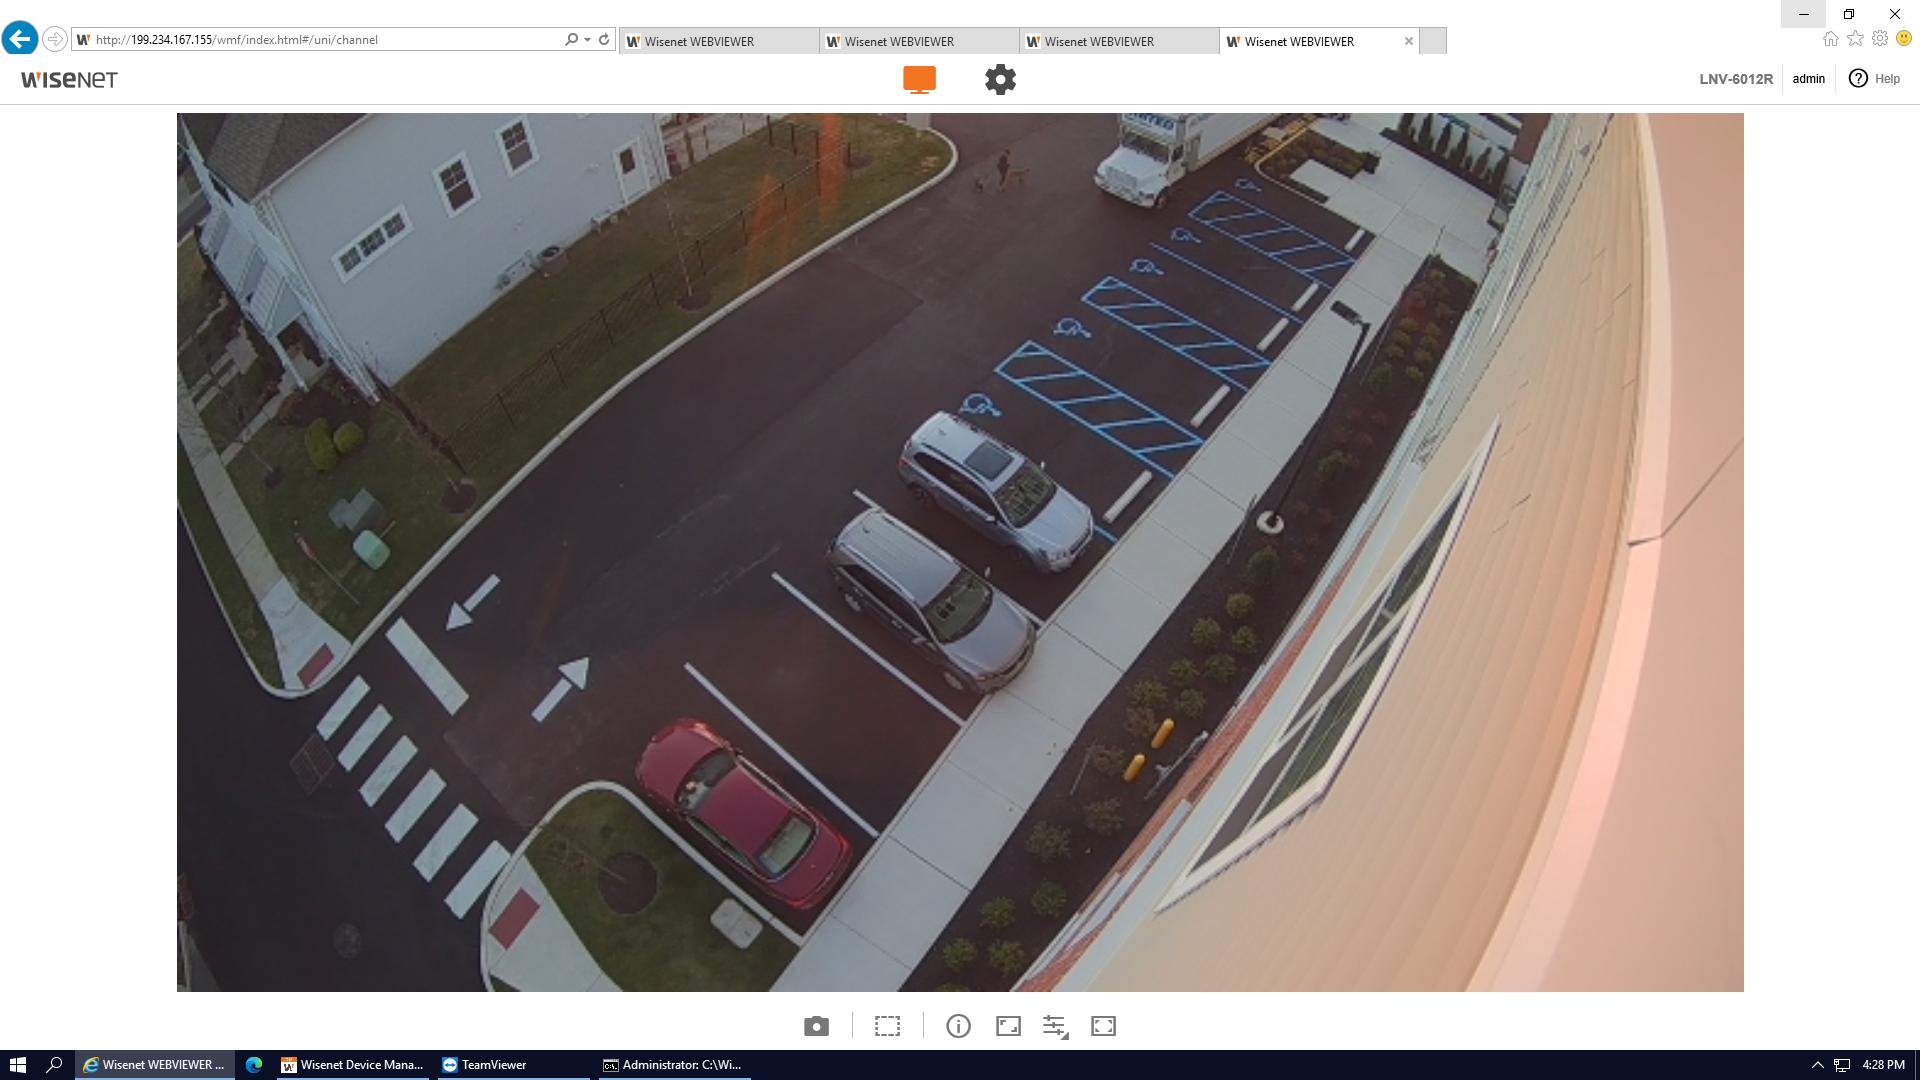 http://199.234.167.155/wmf/index.html#/uni/channel
Wisenet WEBVIEWER
Wisenet WEBVIEWER
Wisenet WEBVIEWER
Wisenet WEBVIEWER
WISENET
LNV-6012R
admin
? Help
Wisenet WEBVIEWER ...
Wisenet Device Mana...
TeamViewer
Administrator: C:\Wi...
4:28 PM